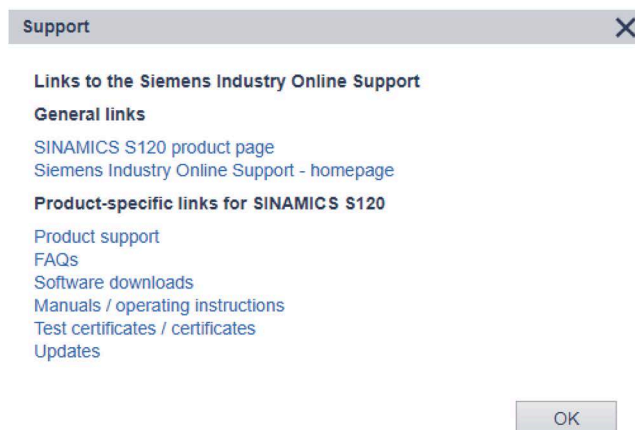 Support
Links to the Siemens Industry Online Support
General links
SINAMICS S120 product page
Siemens Industry Online Support - homepage
Product-specific links for SINAMICS S120
Product support
FAQs
Software downloads
Manuals / operating instructions
Test certificates / certificates
Updates
OK